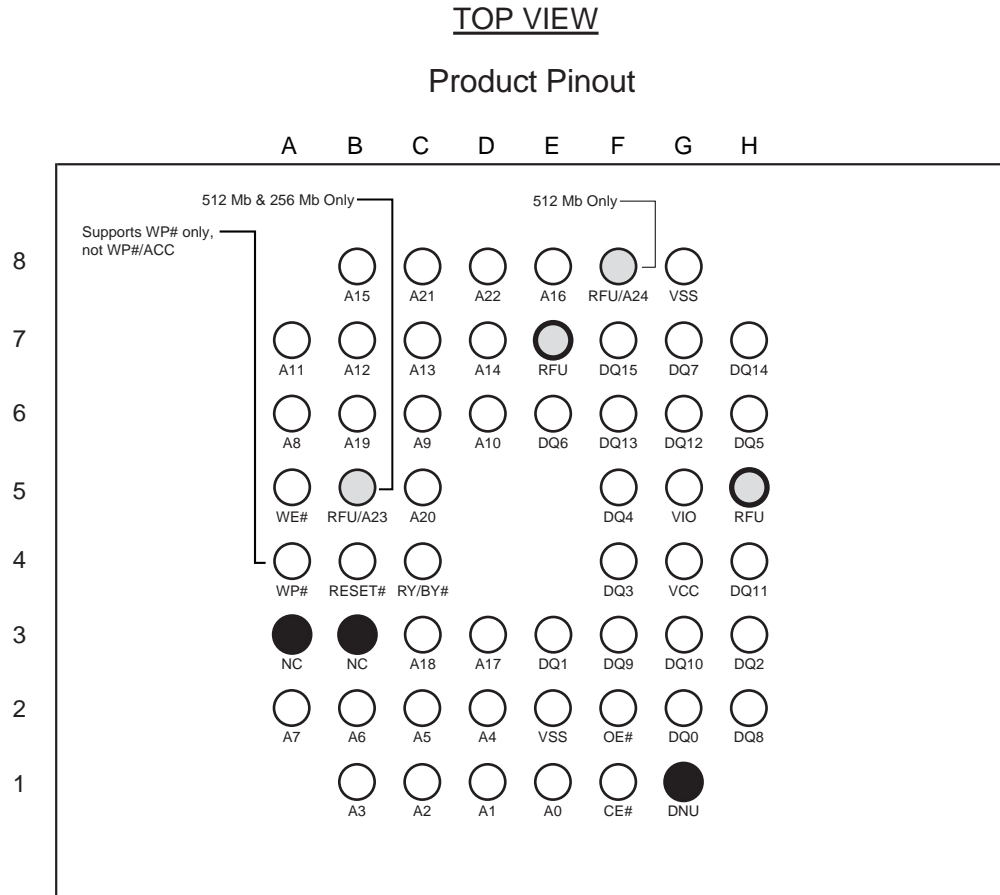 TOP VIEW
Product Pinout
A B C D E F G H
512 Mb & 256 Mb Only
512 Mb Only
Supports WP# only,
not WP#/ACC
8
A15 A21 A22 A16 RFU/A24 VSS
7
A11 A12 A13 A14 RFU DQ15 DQ7 DQ14
6
A8 A19 A9 A10 DQ6 DQ13 DQ12 DQ5
5
WE# RFU/A23 A20 DQ4 VIO RFU
4
WP# RESET# RY/BY# DQ3 VCC DQ11
3
NC NC A18 A17 DQ1 DQ9 DQ10 DQ2
2
A7 A6 A5 A4 VSS OE# DQ0 DQ8
1
A3 A2 A1 A0 CE# DNU